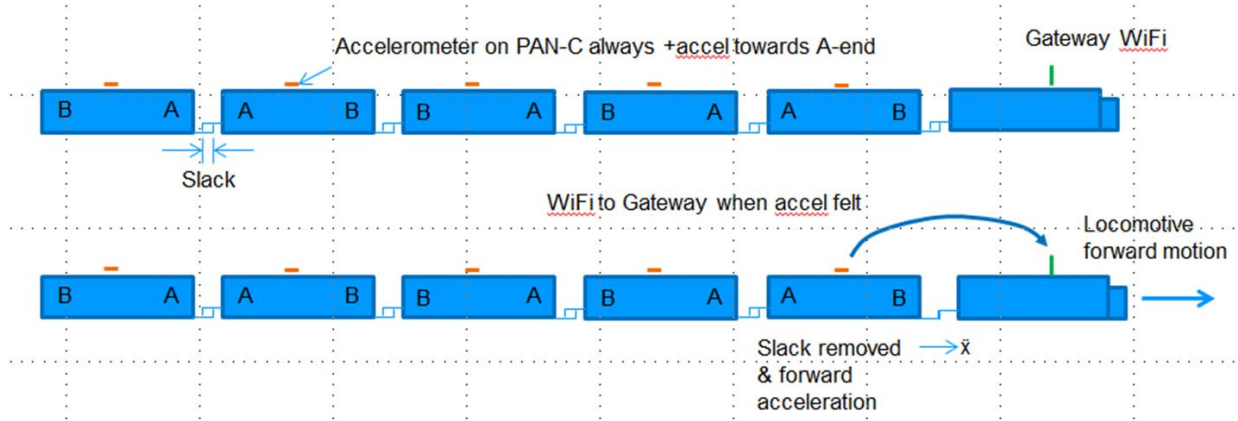 Accelerometer on PAN-C always +accel towards A-end
Gateway WiFi
B A A B B A B A A B
Slack
WiFi to Gateway when accel felt
Locomotive
forward motion
B A A B B A B A A B
Slack removed ẍ
& forward
acceleration